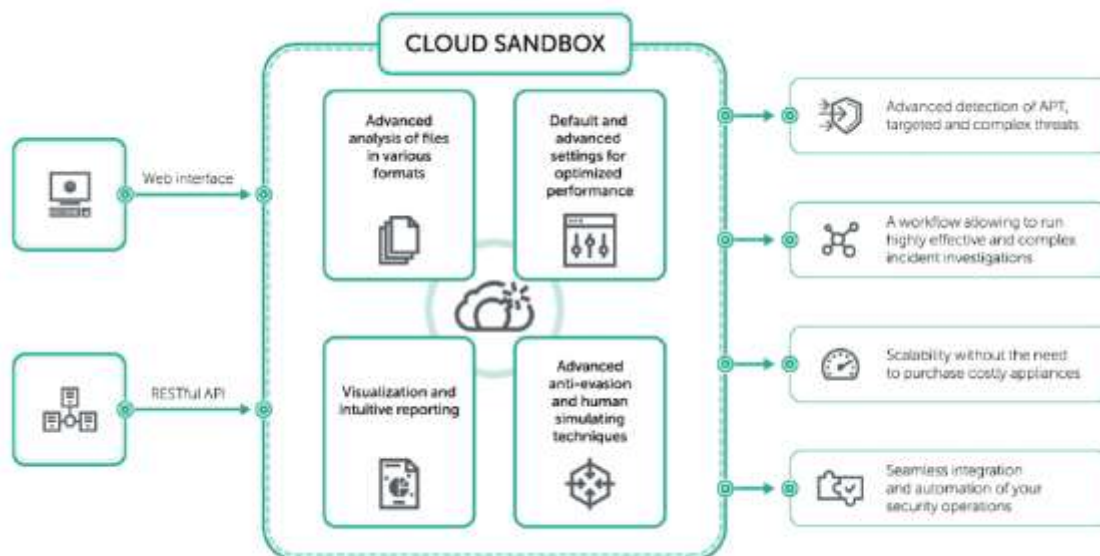 CLOUD SANDBOX
Web interface
RESTful API
Advanced
analysis of files
in various
formats
Default and
advanced
settings for
optimized
performance
Visualization and
intuitive reporting
Advanced
anti-evasion
and human
simulating
techniques
Advanced detection of APT,
targeted and complex threats
A workflow allowing to run
highly effective and complex
incident investigations
Scalability without the need
to purchase costly appliances
Seamless integration
and automation of your
security operations